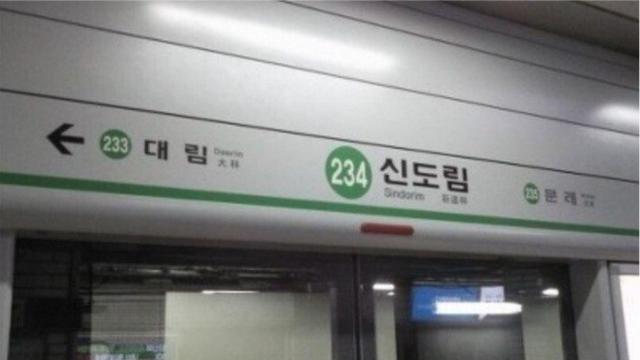 233 대림 Daerim
大林
234 신도림
Sindorim 新道林
235 문래